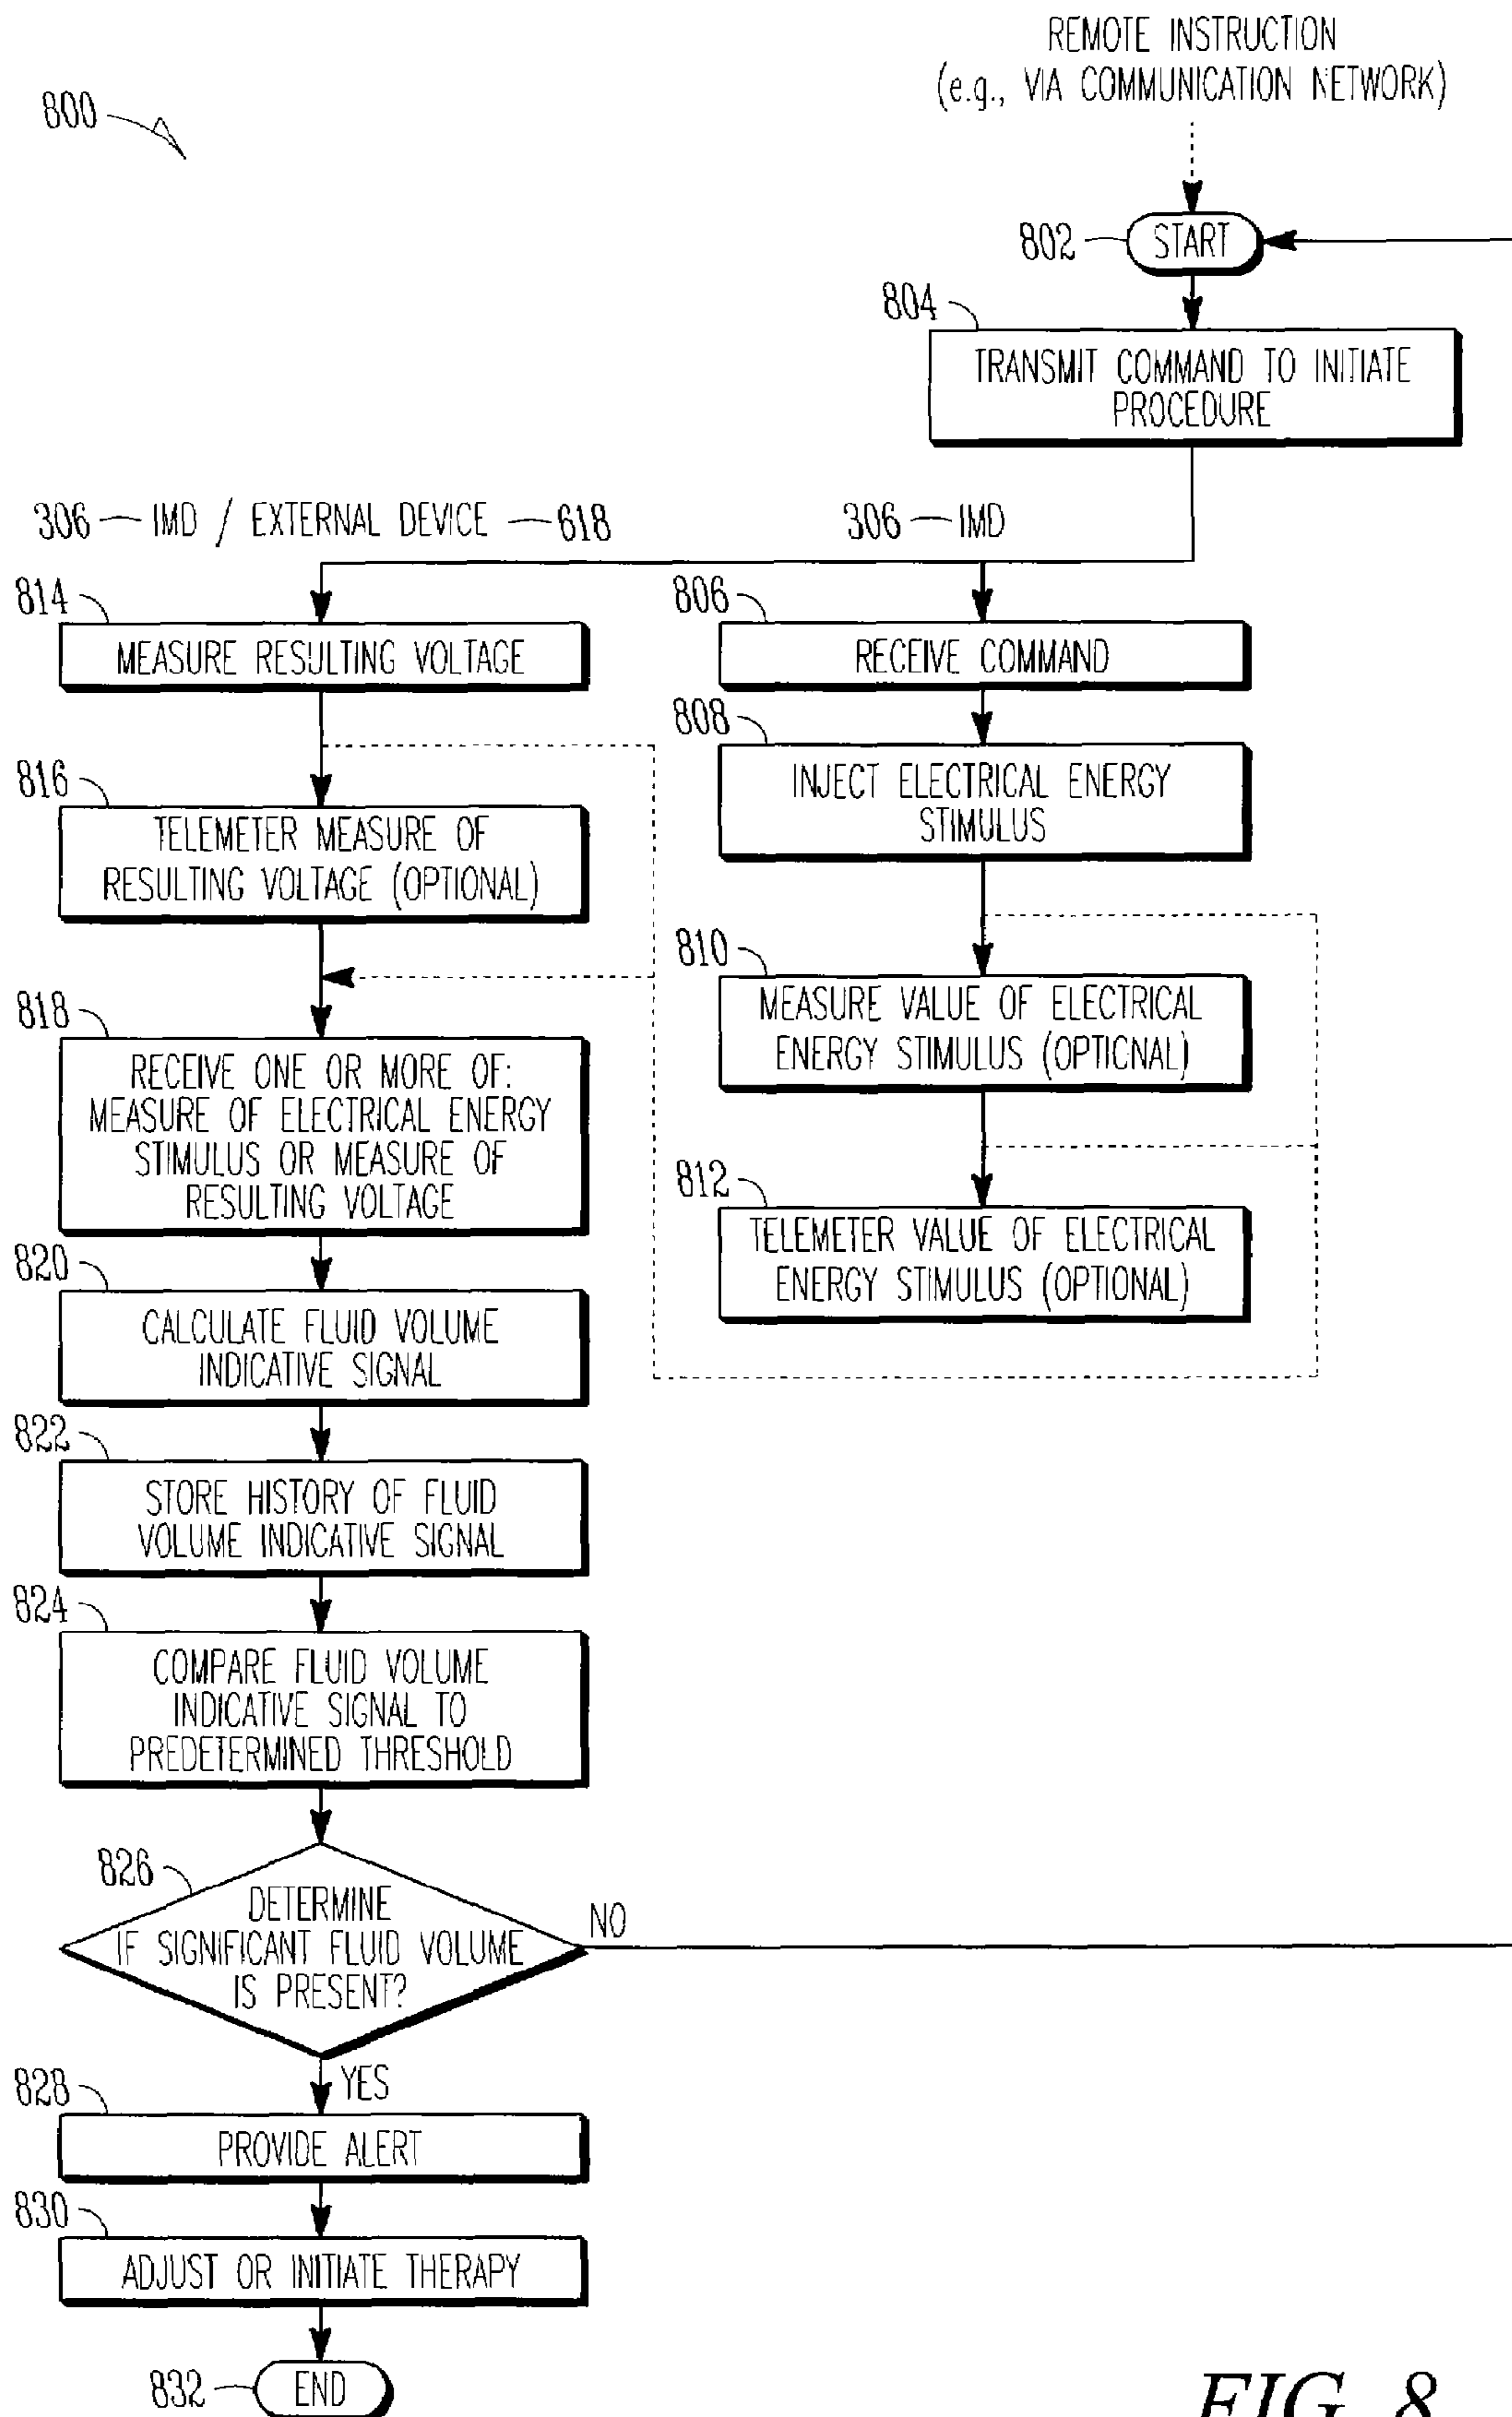 REMOTE INSTRUCTION
(e.g., VIA COMMUNICATION NETWORK)
800
802
START
804
TRANSMIT COMMAND TO INITIATE
PROCEDURE
306 IMD / EXTERNAL DEVICE 618
306 IMD
814
MEASURE RESULTING VOLTAGE
806
RECEIVE COMMAND
808
INJECT ELECTRICAL ENERGY
STIMULUS
816
TELEMETER MEASURE OF
RESULTING VOLTAGE (OPTIONAL)
810
MEASURE VALUE OF ELECTRICAL
ENERGY STIMULUS (OPTIONAL)
818
RECEIVE ONE OR MORE OF:
MEASURE OF ELECTRICAL ENERGY
STIMULUS OR MEASURE OF
RESULTING VOLTAGE
812
TELEMETER VALUE OF ELECTRICAL
ENERGY STIMULUS (OPTIONAL)
820
CALCULATE FLUID VOLUME
INDICATIVE SIGNAL
822
STORE HISTORY OF FLUID
VOLUME INDICATIVE SIGNAL
824
COMPARE FLUID VOLUME
INDICATIVE SIGNAL TO
PREDETERMINED THRESHOLD
826
DETERMINE
IF SIGNIFICANT FLUID VOLUME
IS PRESENT?
NO
YES
828
PROVIDE ALERT
830
ADJUST OR INITIATE THERAPY
832
END
FIG. 8